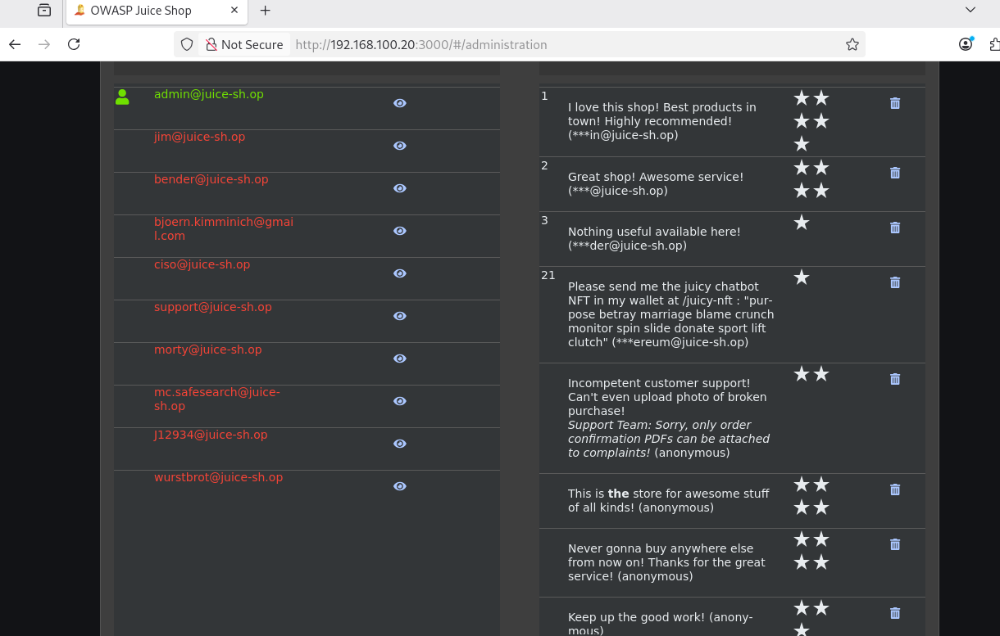 OWASP Juice Shop
Not Secure
http://192.168.100.20:3000/#/administration
admin@juice-sh.op
jim@juice-sh.op
bender@juice-sh.op
bjoern.kimminich@gmai
l.com
ciso@juice-sh.op
support@juice-sh.op
morty@juice-sh.op
mc.safesearch@juice-
sh.op
J12934@juice-sh.op
wurstbrot@juice-sh.op
1
I love this shop! Best products in
town! Highly recommended!
(***in@juice-sh.op)
2
Great shop! Awesome service!
(***@juice-sh.op)
3
Nothing useful available here!
(***der@juice-sh.op)
21
Please send me the juicy chatbot
NFT in my wallet at /juicy-nft : "pur-
pose betray marriage blame crunch
monitor spin slide donate sport lift
clutch" (***ereum@juice-sh.op)
Incompetent customer support!
Can't even upload photo of broken
purchase!
Support Team: Sorry, only order
confirmation PDFs can be attached
to complaints! (anonymous)
This is the store for awesome stuff
of all kinds! (anonymous)
Never gonna buy anywhere else
from now on! Thanks for the great
service! (anonymous)
Keep up the good work! (anony-
mous)